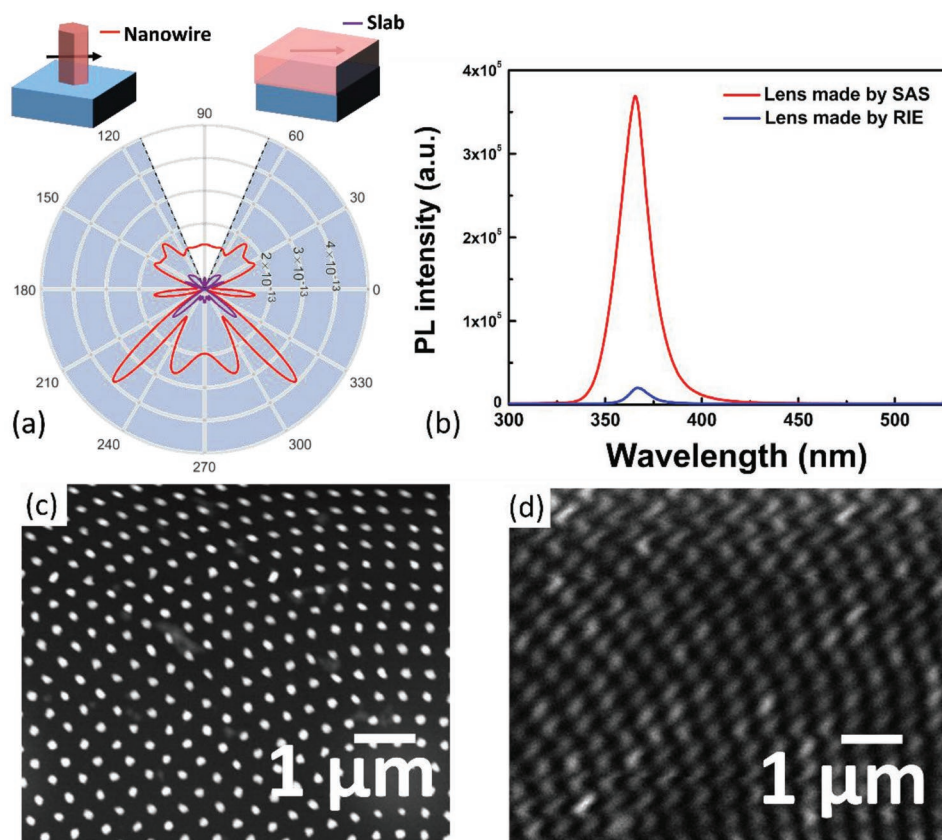 Nanowire
Slab
90
120
60
150
30
180
0
210
330
240
300
270
2×10⁻¹³
3×10⁻¹³
4×10⁻¹³
(a)
4x10⁵
3x10⁵
2x10⁵
1x10⁵
0
PL intensity (a.u.)
Lens made by SAS
Lens made by RIE
300 350 400 450 500
Wavelength (nm)
(b)
(c)
1 μm
(d)
1 μm